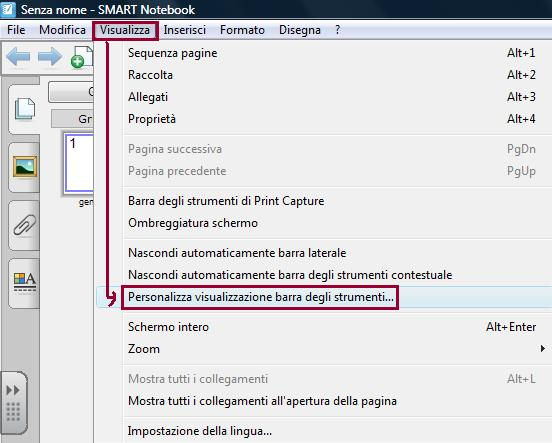 Senza nome - SMART Notebook
File Modifica Visualizza Inserisci Formato Disegna ?
Sequenza pagine Alt+1
Raccolta Alt+2
Allegati Alt+3
Proprietà Alt+4
Pagina successiva PgDn
Pagina precedente PgUp
Barra degli strumenti di Print Capture
Ombreggiatura schermo
Nascondi automaticamente barra laterale
Nascondi automaticamente barra degli strumenti contestuale
Personalizza visualizzazione barra degli strumenti...
Schermo intero Alt+Enter
Zoom
Mostra tutti i collegamenti Alt+L
Mostra tutti i collegamenti all'apertura della pagina
Impostazione della lingua...
G
Gr
1
gen
A